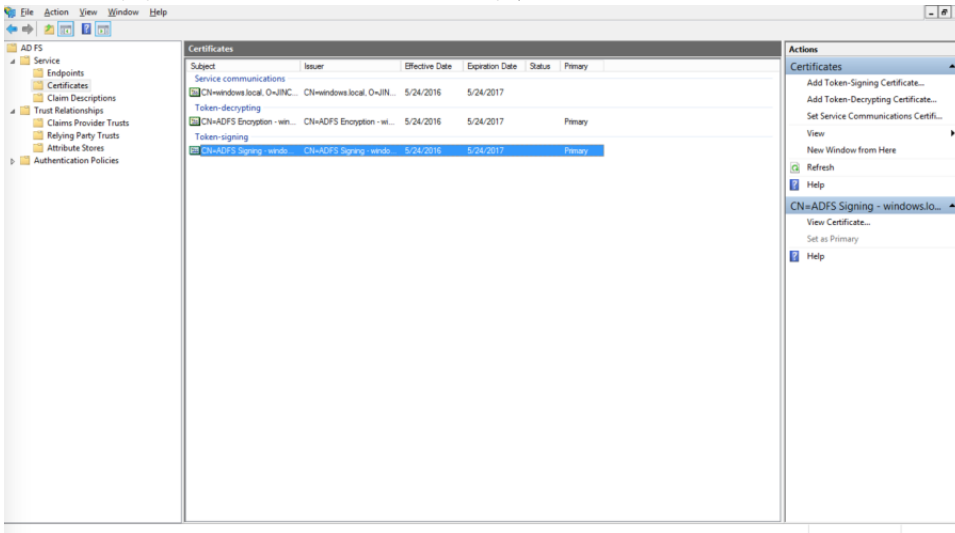 File Action View Window Help
AD FS
Service
Endpoints
Certificates
Claim Descriptions
Trust Relationships
Claims Provider Trusts
Relying Party Trusts
Attribute Stores
Authentication Policies
Certificates
Subject Issuer Effective Date Expiration Date Status Primary
Service communications
CN=windows.local, O=JINC... CN=windows.local, O=JIN... 5/24/2016 5/24/2017
Token-decrypting
CN=ADFS Encryption - win... CN=ADFS Encryption - wi... 5/24/2016 5/24/2017 Primary
Token-signing
CN=ADFS Signing - windo... CN=ADFS Signing - windo... 5/24/2016 5/24/2017 Primary
Actions
Certificates
Add Token-Signing Certificate...
Add Token-Decrypting Certificate...
Set Service Communications Certifi...
View
New Window from Here
Refresh
Help
CN=ADFS Signing - windows.lo...
View Certificate...
Set as Primary
Help